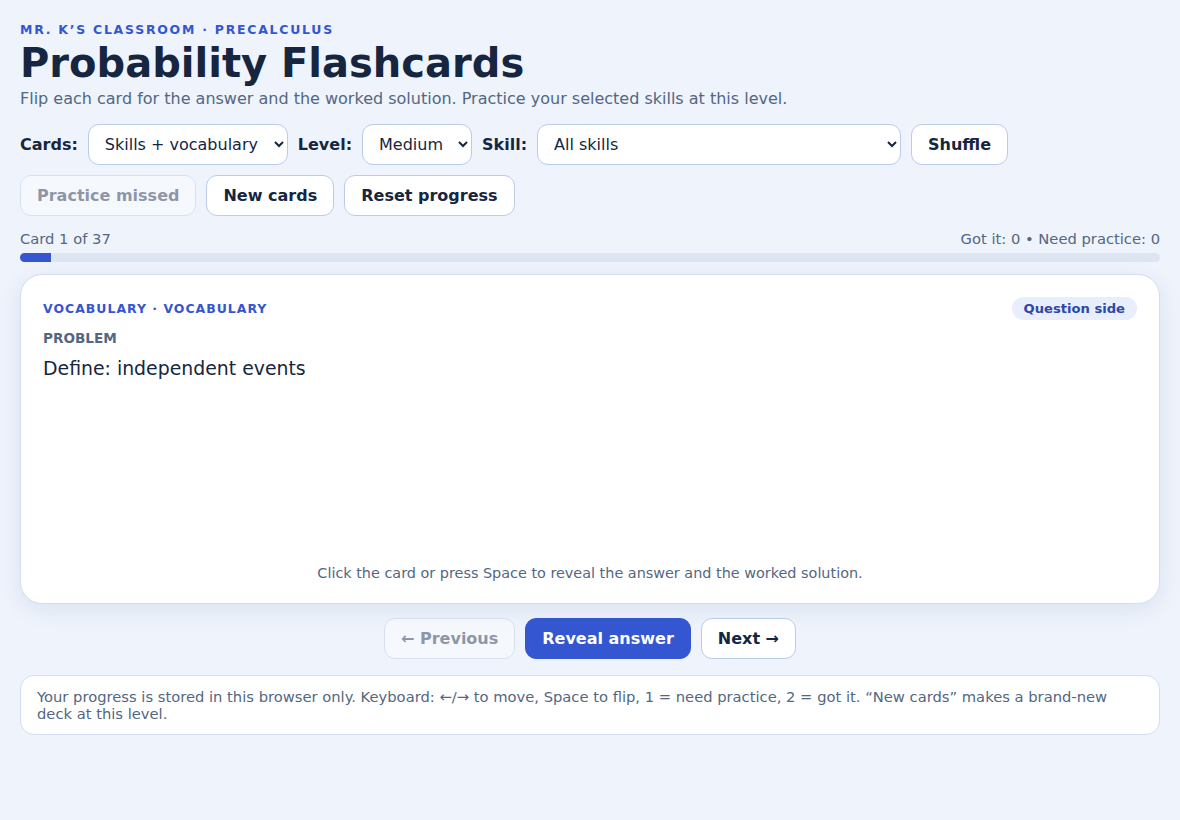 MR. K’S CLASSROOM · PRECALCULUS
Probability Flashcards
Flip each card for the answer and the worked solution. Practice your selected skills at this level.
Cards: Skills + vocabulary Level: Medium Skill: All skills Shuffle
Practice missed New cards Reset progress
Card 1 of 37 Got it: 0 • Need practice: 0
VOCABULARY · VOCABULARY Question side
PROBLEM
Define: independent events
Click the card or press Space to reveal the answer and the worked solution.
← Previous Reveal answer Next →
Your progress is stored in this browser only. Keyboard: ←/→ to move, Space to flip, 1 = need practice, 2 = got it. “New cards” makes a brand-new
deck at this level.